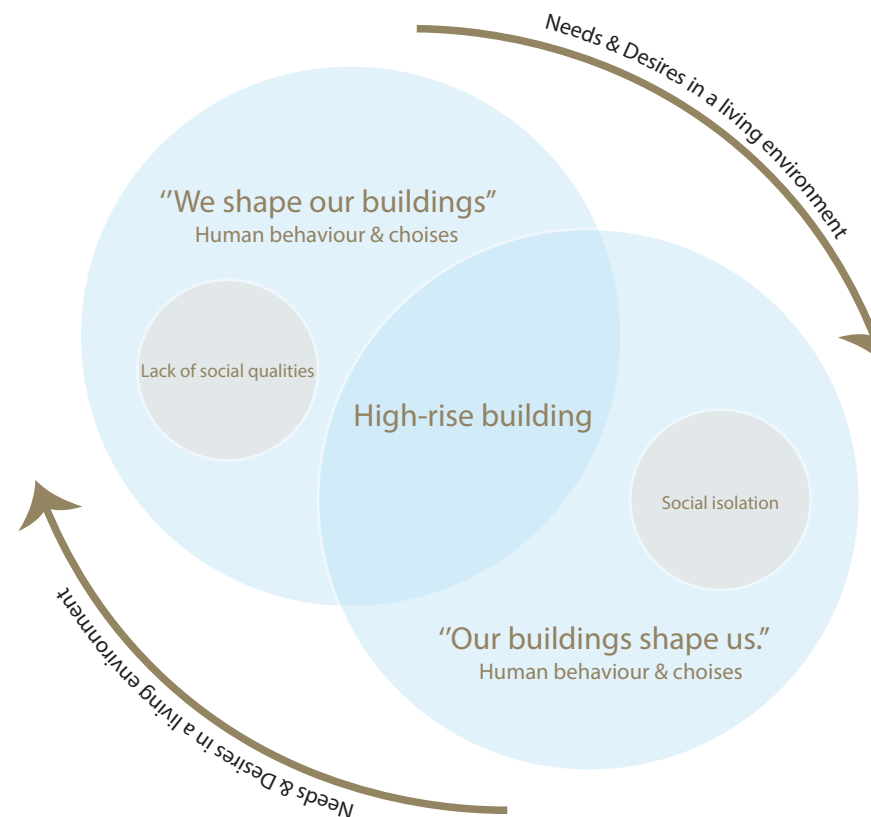 Needs & Desires in a living environment
‘‘We shape our buildings’’
Human behaviour & choises
Lack of social qualities
High-rise building
Social isolation
‘‘Our buildings shape us.’’
Human behaviour & choises
Needs & Desires in a living environment